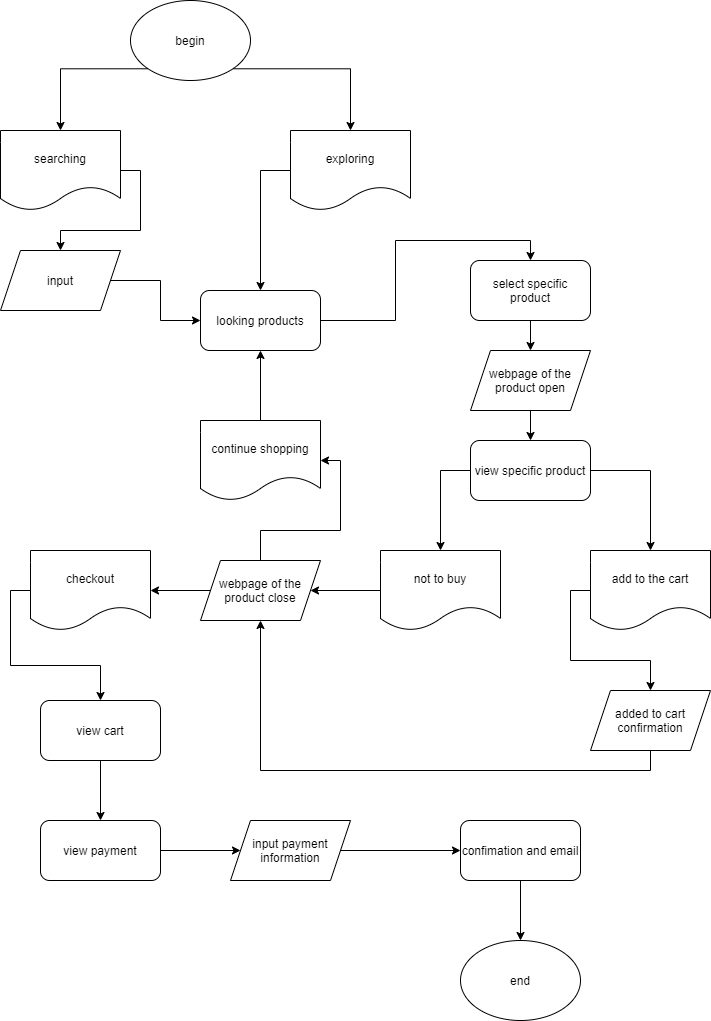 begin
searching
exploring
input
looking products
select specific
product
webpage of the
product open
continue shopping
view specific product
checkout
webpage of the
product close
not to buy
add to the cart
view cart
added to cart
confirmation
view payment
input payment
information
confimation and email
end